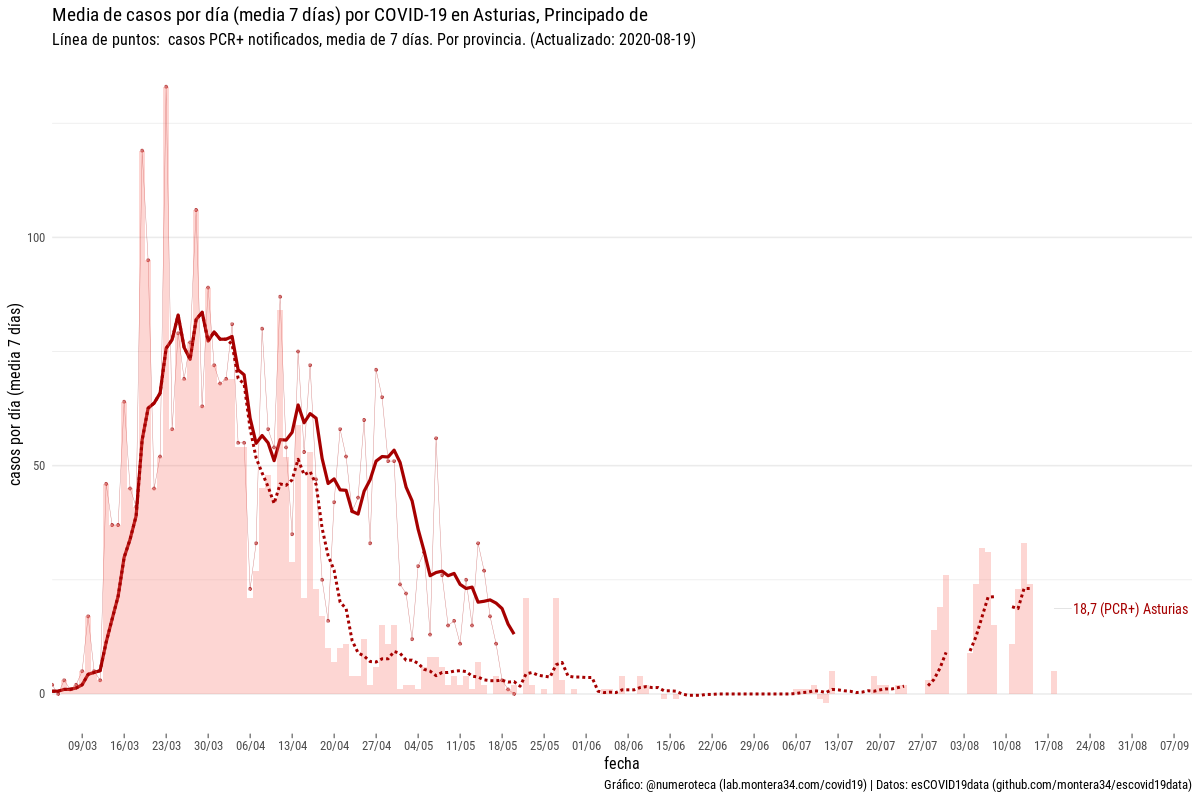 Media de casos por día (media 7 días) por COVID-19 en Asturias, Principado de
Línea de puntos:  casos PCR+ notificados, media de 7 días. Por provincia. (Actualizado: 2020-08-19)
casos por día (media 7 días)
100
50
0
18,7 (PCR+) Asturias
09/03 16/03 23/03 30/03 06/04 13/04 20/04 27/04 04/05 11/05 18/05 25/05 01/06 08/06 15/06 22/06 29/06 06/07 13/07 20/07 27/07 03/08 10/08 17/08 24/08 31/08 07/09
fecha
Gráfico: @numeroteca (lab.montera34.com/covid19) | Datos: esCOVID19data (github.com/montera34/escovid19data)